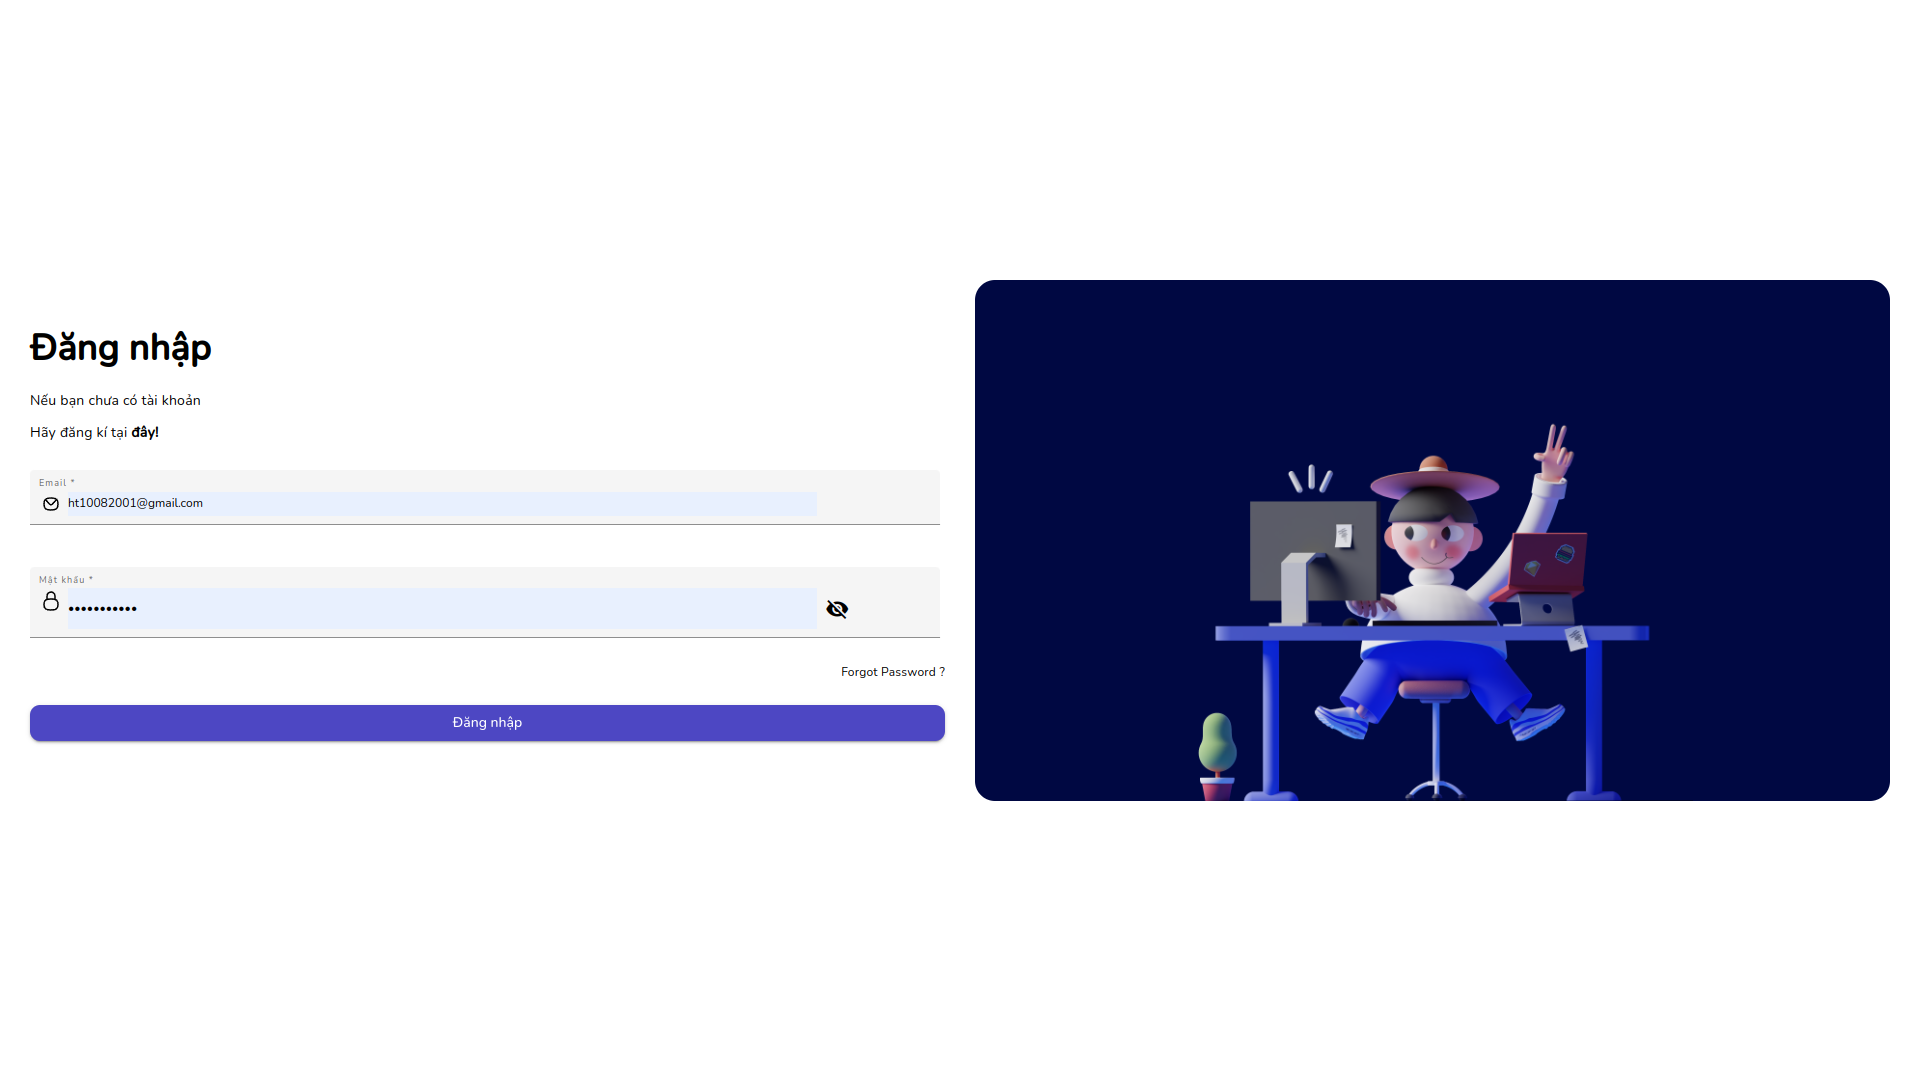 Đăng nhập
Nếu bạn chưa có tài khoản
Hãy đăng kí tại đây!
Email *
ht10082001@gmail.com
Mật khẩu *
•••••••••••
Forgot Password ?
Đăng nhập